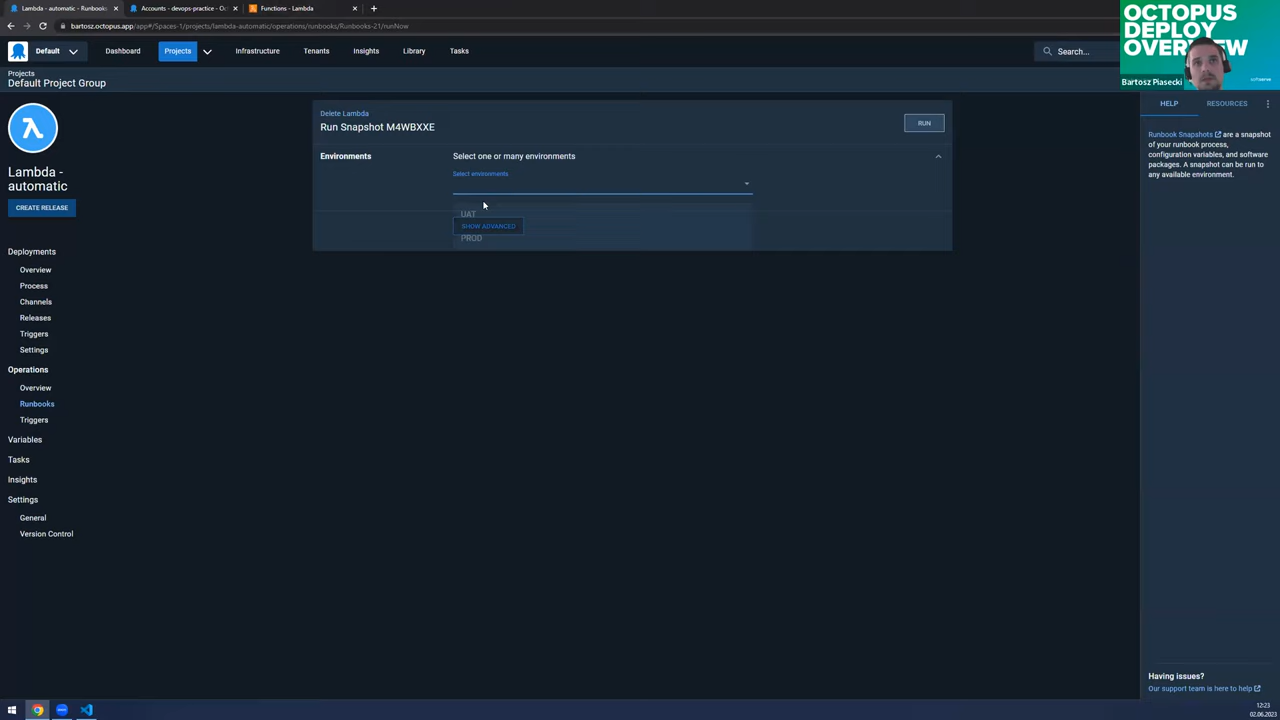 Lambda - automatic - Runbooks
Accounts - devops-practice - Oc
Functions - Lambda
bartosz.octopus.app/app#/Spaces-1/projects/lambda-automatic/operations/runbooks/Runbooks-21/runNow
Default
Dashboard
Projects
Infrastructure
Tenants
Insights
Library
Tasks
Search...
OCTOPUS
DEPLOY
OVERVIEW
softserve
Bartosz Piasecki
Projects
Default Project Group
Lambda -
automatic
CREATE RELEASE
Deployments
Overview
Process
Channels
Releases
Triggers
Settings
Operations
Overview
Runbooks
Triggers
Variables
Tasks
Insights
Settings
General
Version Control
Delete Lambda
Run Snapshot M4WBXXE
RUN
Environments
Select one or many environments
Select environments
UAT
SHOW ADVANCED
PROD
HELP
RESOURCES
Runbook Snapshots are a snapshot
of your runbook process,
configuration variables, and software
packages. A snapshot can be run to
any available environment.
Having issues?
Our support team is here to help
12:23
02.06.2023